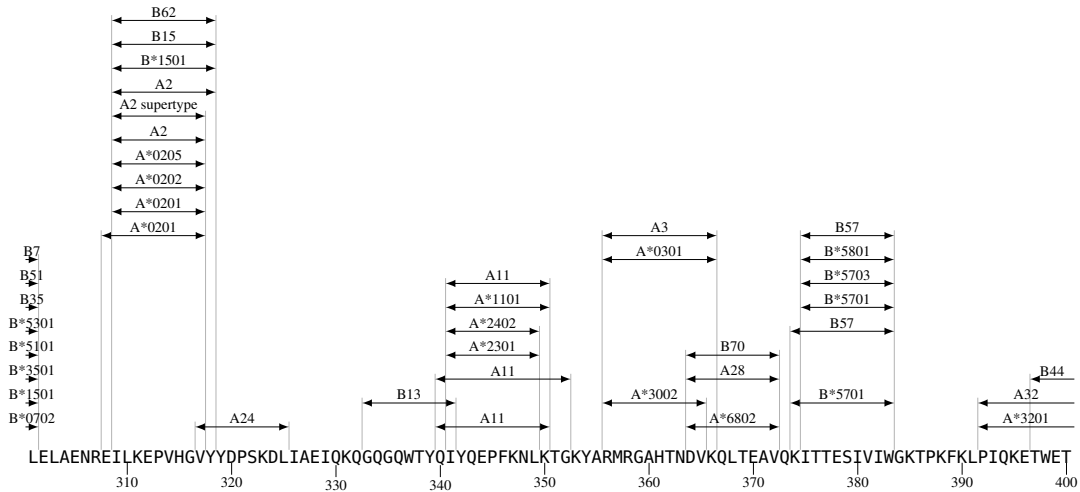 B62
B15
B*1501
A2
A2 supertype
A2
A*0205
A*0202
A*0201
A*0201 A3 B57
B7 A*0301 B*5801
B51 A11 B*5703
B35 A*1101 B*5701
B*5301 A*2402 B57
B*5101 A*2301 B70
B*3501 A11 A28 B44
B*1501 B13 A*3002 B*5701 A32
B*0702 A24 A11 A*6802 A*3201
LELAENREILKEPVHGVYYDPSKDLIAEIQKQGQGQWTYQIYQEPFKNLKTGKYARMRGAHTNDVKQLTEAVQKITTESIVIWGKTPKFKLPIQKETWET
310 320 330 340 350 360 370 380 390 400